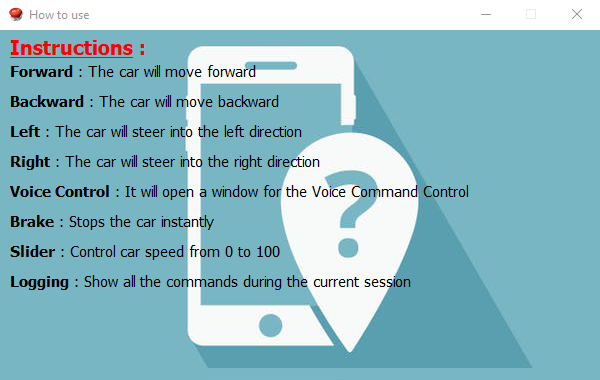 How to use
Instructions :
Forward : The car will move forward
Backward : The car will move backward
Left : The car will steer into the left direction
Right : The car will steer into the right direction
Voice Control : It will open a window for the Voice Command Control
Brake : Stops the car instantly
Slider : Control car speed from 0 to 100
Logging : Show all the commands during the current session
?